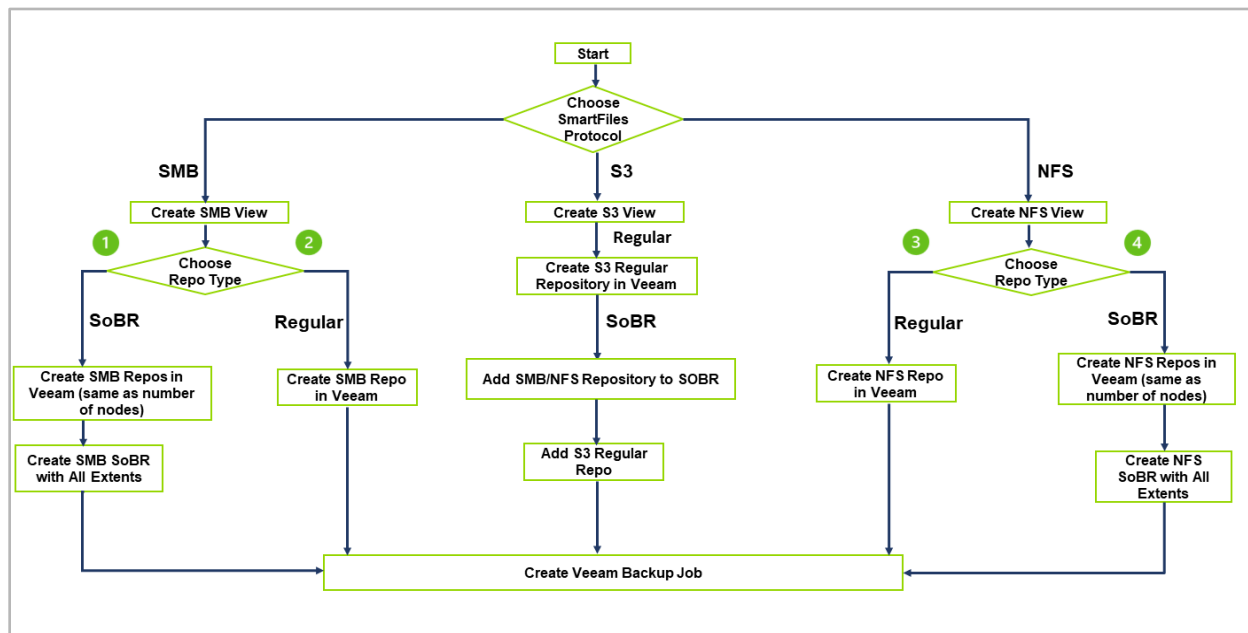 Start
Choose
SmartFiles
Protocol
SMB
S3
NFS
Create SMB View
Create S3 View
Create NFS View
1
2
Regular
3
4
Choose
Repo Type
Create S3 Regular
Repository in Veeam
Choose
Repo Type
SoBR
Regular
SoBR
Regular
SoBR
Create SMB Repos in
Veeam (same as number
of nodes)
Create SMB Repo
in Veeam
Add SMB/NFS Repository to SOBR
Create NFS Repo
in Veeam
Create NFS Repos in
Veeam (same as
number of nodes)
Create SMB SoBR
with All Extents
Add S3 Regular
Repo
Create NFS
SoBR with All
Extents
Create Veeam Backup Job